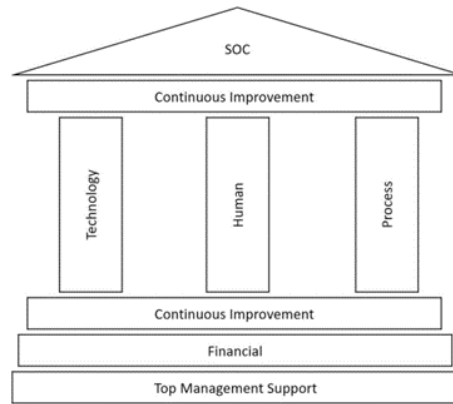 SOC
Continuous Improvement
Technology
Human
Process
Continuous Improvement
Financial
Top Management Support